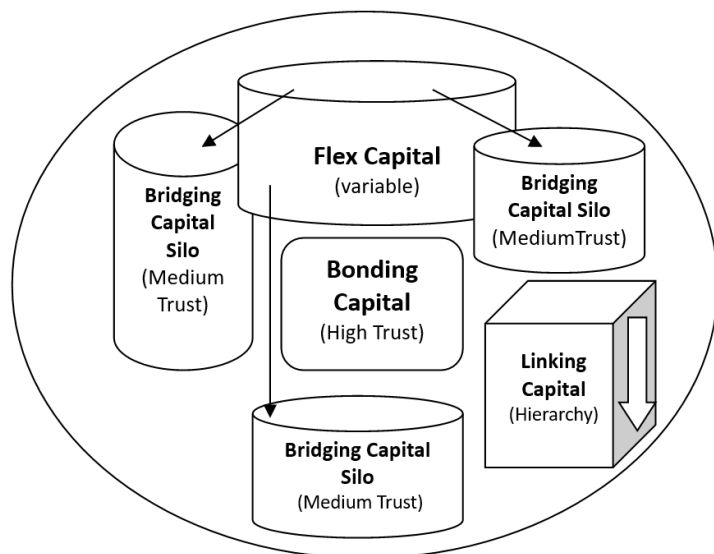 Flex Capital
(variable)
Bridging
Capital
Silo
(Medium
Trust)
Bridging
Capital Silo
(MediumTrust)
Bonding
Capital
(High Trust)
Linking
Capital
(Hierarchy)
Bridging Capital
Silo
(Medium Trust)